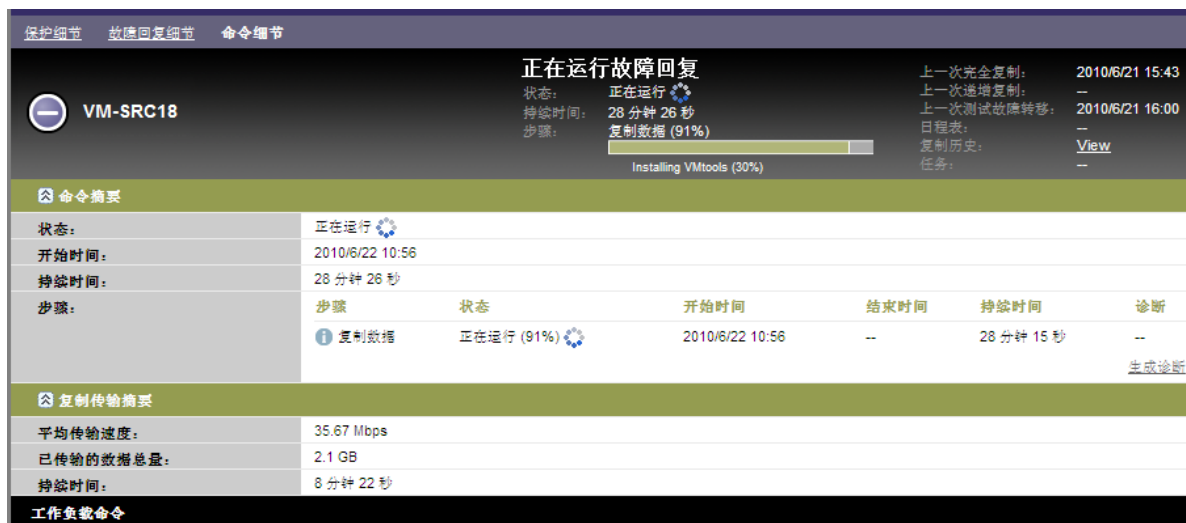 保护细节 故障回复细节 命令细节
VM-SRC18
正在运行故障回复
状态: 正在运行
持续时间: 28 分钟 26 秒
步骤: 复制数据 (91%)
Installing VMtools (30%)
上一次完全复制: 2010/6/21 15:43
上一次递增复制: --
上一次测试故障转移: 2010/6/21 16:00
日程表: --
复制历史: View
任务: --
命令摘要
状态: 正在运行
开始时间: 2010/6/22 10:56
持续时间: 28 分钟 26 秒
步骤: 步骤 状态 开始时间 结束时间 持续时间 诊断
复制数据 正在运行 (91%) 2010/6/22 10:56 -- 28 分钟 15 秒 --
生成诊断
复制传输摘要
平均传输速度: 35.67 Mbps
已传输的数据总量: 2.1 GB
持续时间: 8 分钟 22 秒
工作负载命令